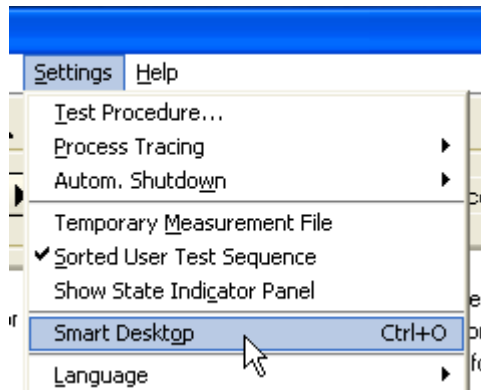 Settings Help
Test Procedure...
Process Tracing
Autom. Shutdown
Temporary Measurement File
Sorted User Test Sequence
Show State Indicator Panel
Smart Desktop Ctrl+O
Language